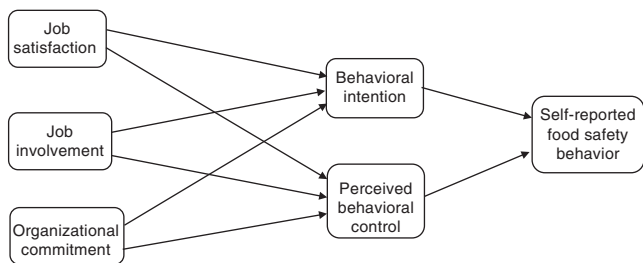 Job
satisfaction
Job
involvement
Organizational
commitment
Behavioral
intention
Perceived
behavioral
control
Self-reported
food safety
behavior